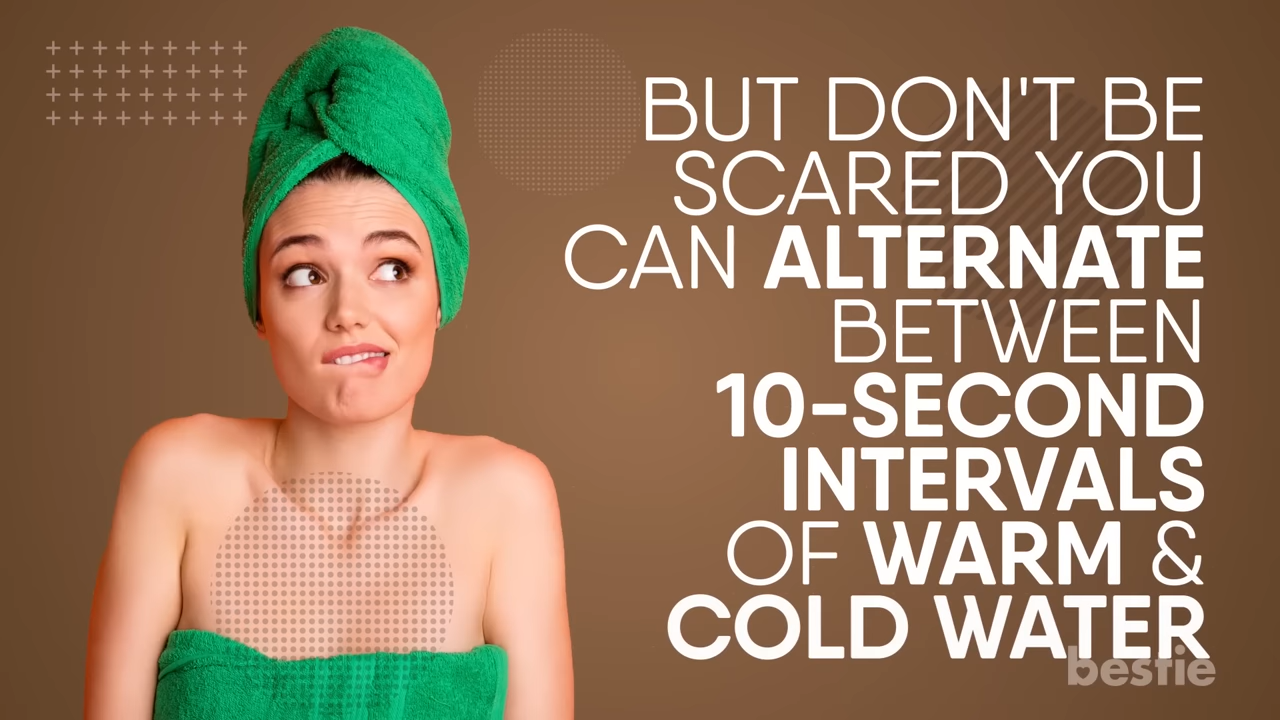 BUT DON'T BE
SCARED YOU
CAN ALTERNATE
BETWEEN
10-SECOND
INTERVALS
OF WARM &
COLD WATER
bestie